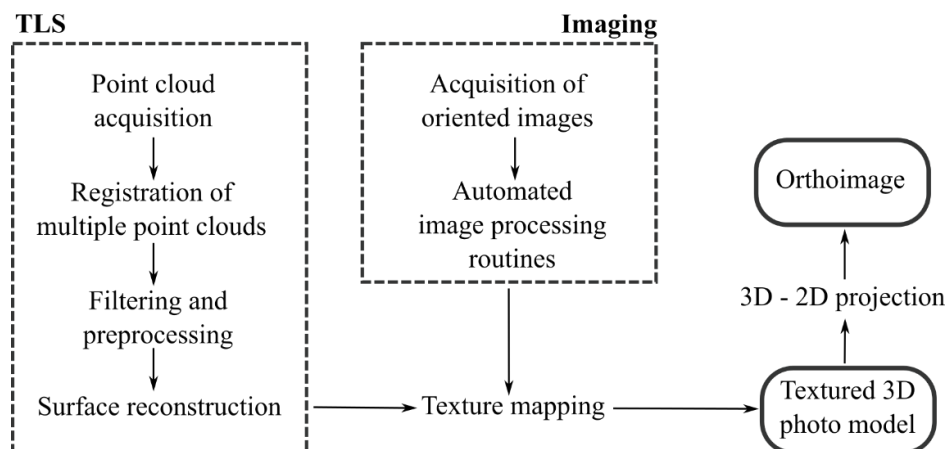 TLS
Point cloud
acquisition
Registration of
multiple point clouds
Filtering and
preprocessing
Surface reconstruction
Imaging
Acquisition of
oriented images
Automated
image processing
routines
Texture mapping
Textured 3D
photo model
3D - 2D projection
Orthoimage